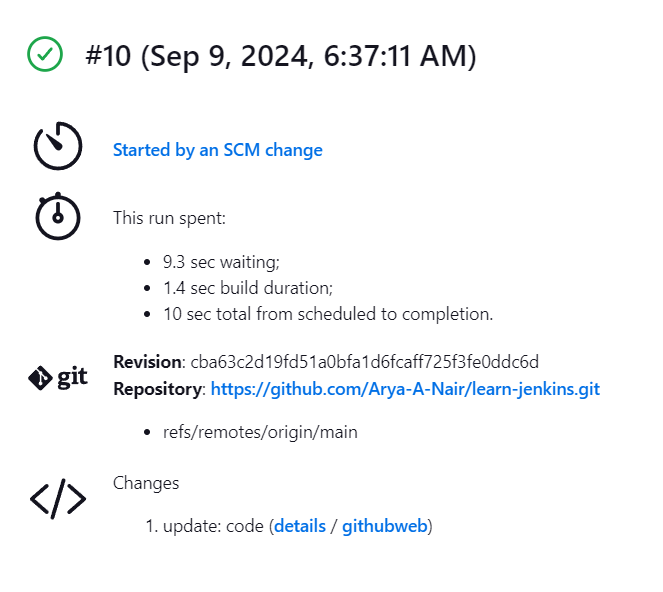 #10 (Sep 9, 2024, 6:37:11 AM)
Started by an SCM change
This run spent:
• 9.3 sec waiting;
• 1.4 sec build duration;
• 10 sec total from scheduled to completion.
git
Revision: cba63c2d19fd51a0bfa1d6fcaff725f3fe0ddc6d
Repository: https://github.com/Arya-A-Nair/learn-jenkins.git
• refs/remotes/origin/main
Changes
1. update: code (details / githubweb)